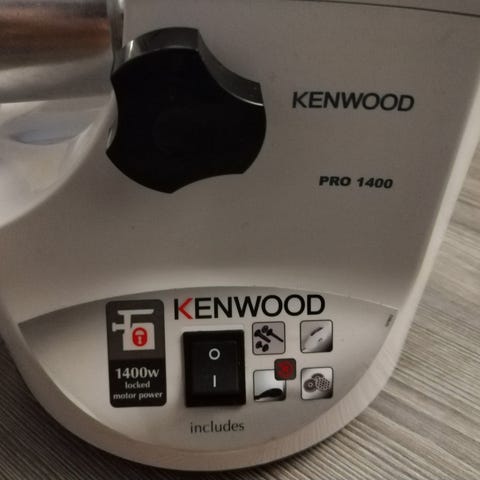 KENWOOD
PRO 1400
KENWOOD
1400w
locked
motor power
O
I
includes